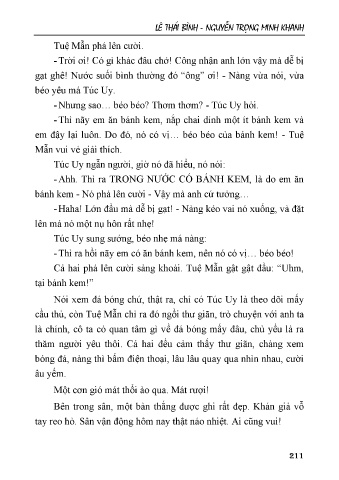 LÊ THÁI BÌNH - NGUYỄN TRỌNG MINH KHANH
Tuệ Mẫn phá lên cười.
- Trời ơi! Có gì khác đâu chớ! Công nhận anh lớn vậy mà dễ bị
gạt ghê! Nước suối bình thường đó “ông” ơi! - Nàng vừa nói, vừa
béo yêu má Túc Uy.
- Nhưng sao… béo béo? Thơm thơm? - Túc Uy hỏi.
- Thì nãy em ăn bánh kem, nắp chai dính một ít bánh kem và
em đậy lại luôn. Do đó, nó có vị… béo béo của bánh kem! - Tuệ
Mẫn vui vẻ giải thích.
Túc Uy ngẩn người, giờ nó đã hiểu, nó nói:
- Ahh. Thì ra TRONG NƯỚC CÓ BÁNH KEM, là do em ăn
bánh kem - Nó phá lên cười - Vậy mà anh cứ tưởng…
- Haha! Lớn đầu mà dễ bị gạt! - Nàng kéo vai nó xuống, và đặt
lên má nó một nụ hôn rất nhẹ!
Túc Uy sung sướng, béo nhẹ má nàng:
- Thì ra hồi nãy em có ăn bánh kem, nên nó có vị… béo béo!
Cả hai phá lên cười sảng khoái. Tuệ Mẫn gật gật đầu: “Uhm,
tại bánh kem!”
Nói xem đá bóng chứ, thật ra, chỉ có Túc Uy là theo dõi mấy
cầu thủ, còn Tuệ Mẫn chỉ ra đó ngồi thư giãn, trò chuyện với anh ta
là chính, cô ta có quan tâm gì về đá bóng mấy đâu, chủ yếu là ra
thăm người yêu thôi. Cả hai đều cảm thấy thư giãn, chàng xem
bóng đá, nàng thì bấm điện thoại, lâu lâu quay qua nhìn nhau, cười
âu yếm.
Một cơn gió mát thổi ào qua. Mát rượi!
Bên trong sân, một bàn thắng được ghi rất đẹp. Khán giả vỗ
tay reo hò. Sân vận động hôm nay thật náo nhiệt. Ai cũng vui!
211